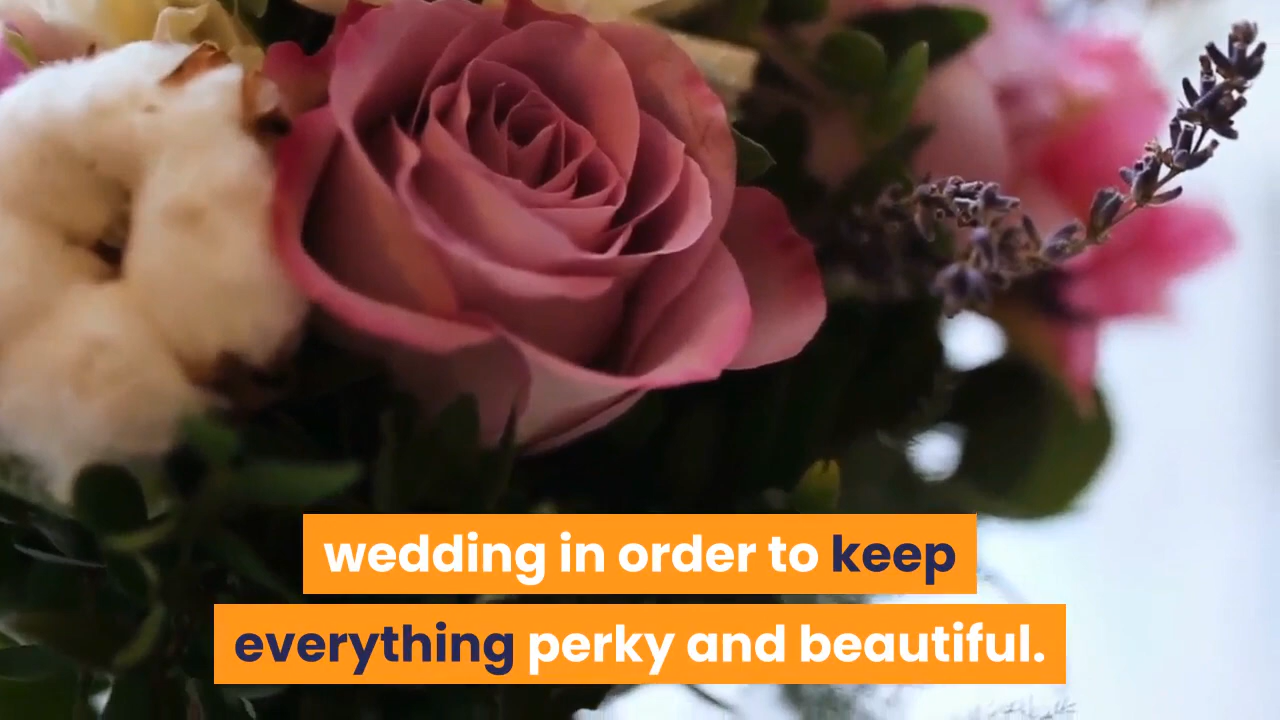 wedding in order to keep
everything perky and beautiful.